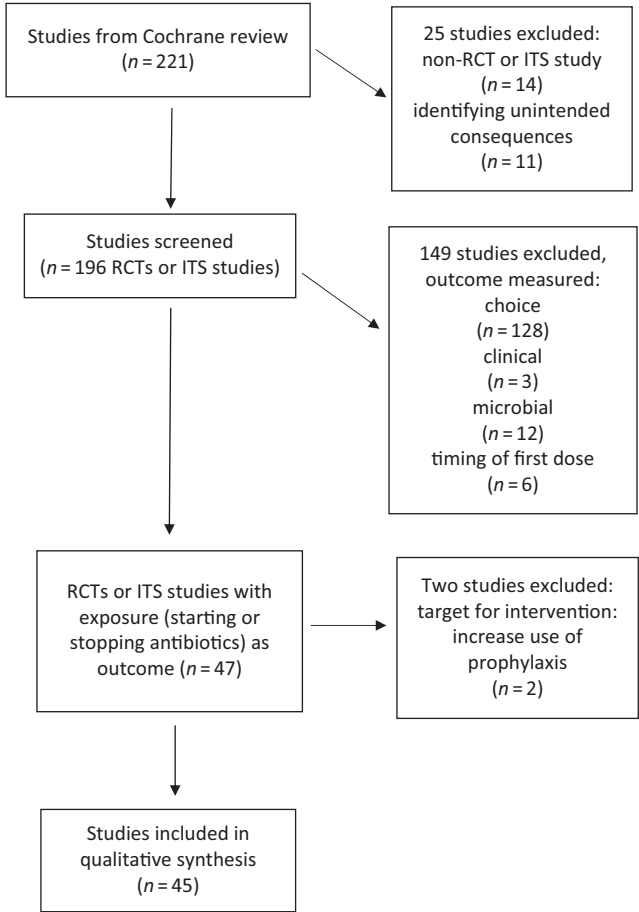 Studies from Cochrane review
(n = 221)
25 studies excluded:
non-RCT or ITS study
(n = 14)
identifying unintended
consequences
(n = 11)
Studies screened
(n = 196 RCTs or ITS studies)
149 studies excluded,
outcome measured:
choice
(n = 128)
clinical
(n = 3)
microbial
(n = 12)
timing of first dose
(n = 6)
RCTs or ITS studies with
exposure (starting or
stopping antibiotics) as
outcome (n = 47)
Two studies excluded:
target for intervention:
increase use of
prophylaxis
(n = 2)
Studies included in
qualitative synthesis
(n = 45)